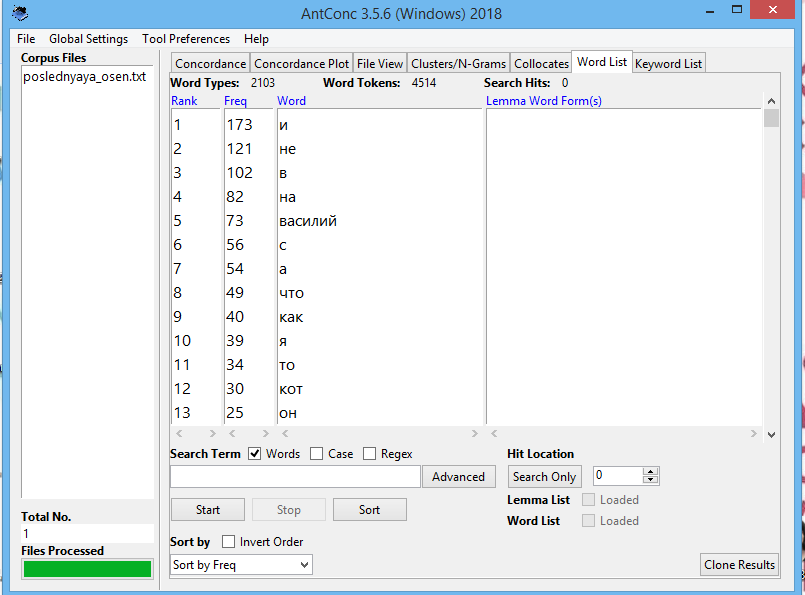 AntConc 3.5.6 (Windows) 2018
File Global Settings Tool Preferences Help
Corpus Files
poslednyaya_osen.txt
Concordance Concordance Plot File View Clusters/N-Grams Collocates Word List Keyword List
Word Types: 2103 Word Tokens: 4514 Search Hits: 0
Rank Freq Word Lemma Word Form(s)
1 173 и
2 121 не
3 102 в
4 82 на
5 73 василий
6 56 с
7 54 а
8 49 что
9 40 как
10 39 я
11 34 то
12 30 кот
13 25 он
Search Term Words Case Regex Hit Location
Advanced Search Only 0
Start Stop Sort Lemma List Loaded
Word List Loaded
Total No.
1
Files Processed
Sort by Invert Order
Sort by Freq Clone Results